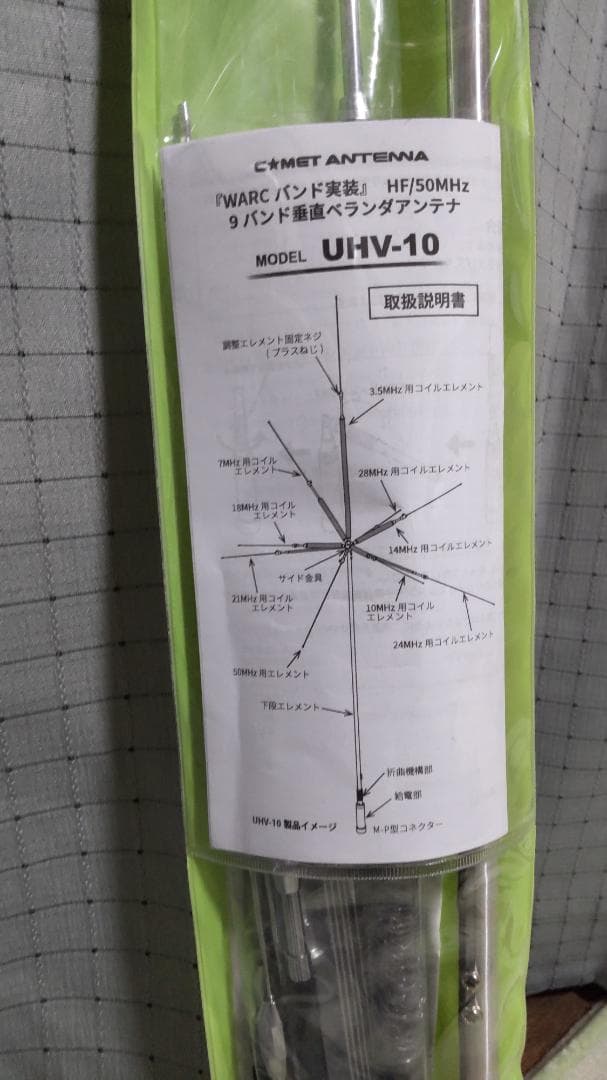 C★MET ANTENNA
『WARC バンド実装』 HF/50MHz
9 バンド垂直ベランダアンテナ
MODEL UHV-10
取扱説明書
調整エレメント固定ネジ
(プラスねじ)
3.5MHz 用コイルエレメント
7MHz 用コイル
エレメント
28MHz 用コイルエレメント
18MHz 用コイル
エレメント
14MHz 用コイルエレメント
サイド金具
21MHz 用コイル
エレメント
10MHz 用コイル
エレメント
24MHz 用コイルエレメント
50MHz 用エレメント
下段エレメント
折曲機構部
給電部
UHV-10 製品イメージ
M-P型コネクター